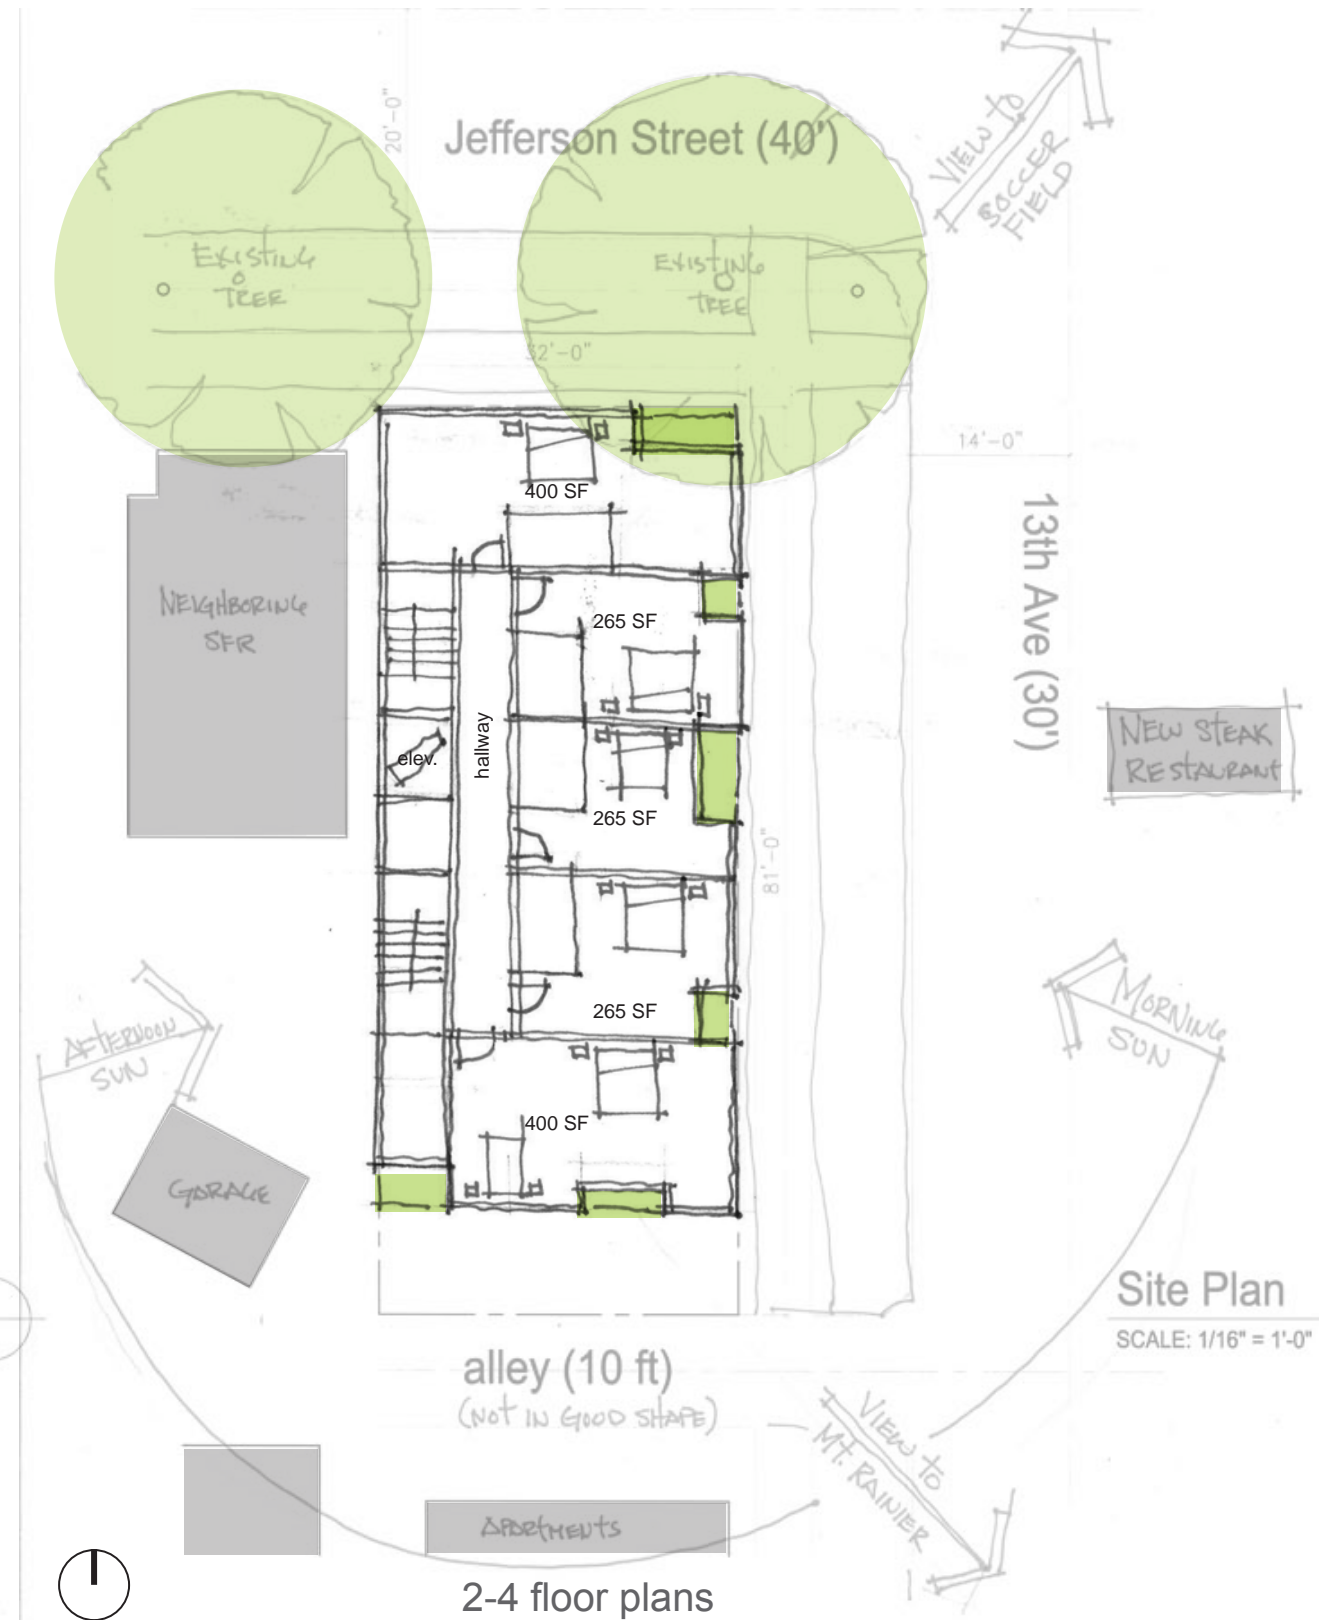 Jefferson Street (40')
20'-0"
VIEW to
SOCCER
FIELD
EXISTING
TREE
EXISTING
TREE
32'-0"
14'-0"
400 SF
13th Ave (30')
NEIGHBORING
SFR
265 SF
hallway
elev.
NEW STEAK
RESTAURANT
265 SF
81'-0"
265 SF
AFTERNOON
SUN
MORNING
SUN
400 SF
GARAGE
Site Plan
SCALE: 1/16" = 1'-0"
alley (10 ft)
(NOT IN GOOD SHAPE)
VIEW to
MT. RAINIER
APARTMENTS
2-4 floor plans